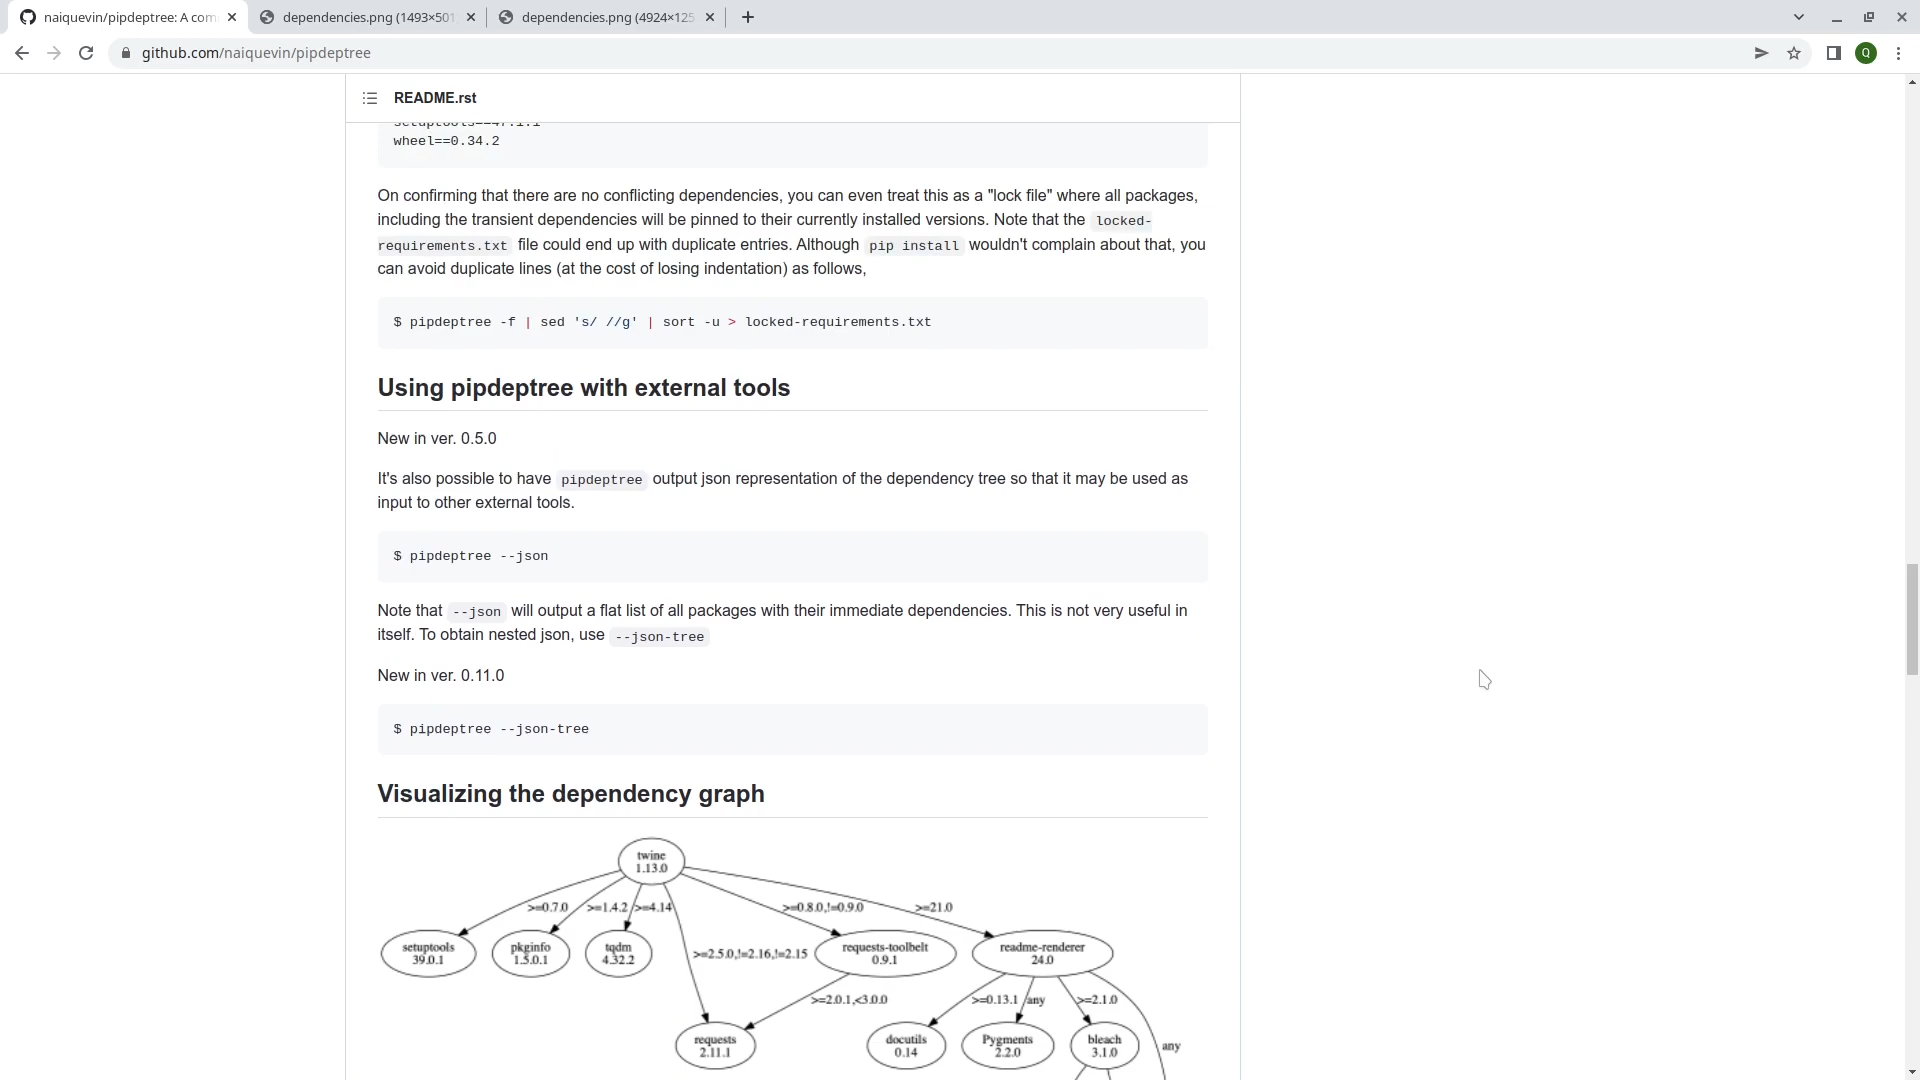 naiquevin/pipdeptree: A com
dependencies.png (1493×501
dependencies.png (4924×125
github.com/naiquevin/pipdeptree
Q
README.rst
setuptools==47.1.1
wheel==0.34.2
On confirming that there are no conflicting dependencies, you can even treat this as a "lock file" where all packages,
including the transient dependencies will be pinned to their currently installed versions. Note that the locked-
requirements.txt file could end up with duplicate entries. Although pip install wouldn't complain about that, you
can avoid duplicate lines (at the cost of losing indentation) as follows,
$ pipdeptree -f | sed 's/ //g' | sort -u > locked-requirements.txt
Using pipdeptree with external tools
New in ver. 0.5.0
It's also possible to have pipdeptree output json representation of the dependency tree so that it may be used as
input to other external tools.
$ pipdeptree --json
Note that --json will output a flat list of all packages with their immediate dependencies. This is not very useful in
itself. To obtain nested json, use --json-tree
New in ver. 0.11.0
$ pipdeptree --json-tree
Visualizing the dependency graph
twine
1.13.0
>=0.7.0 >=1.4.2 >=4.14 >=0.8.0,!=0.9.0 >=21.0
setuptools
39.0.1
pkginfo
1.5.0.1
tqdm
4.32.2
>=2.5.0,!=2.16,!=2.15
requests-toolbelt
0.9.1
readme-renderer
24.0
>=2.0.1,<3.0.0 >=0.13.1 any >=2.1.0
requests
2.11.1
docutils
0.14
Pygments
2.2.0
bleach
3.1.0
any